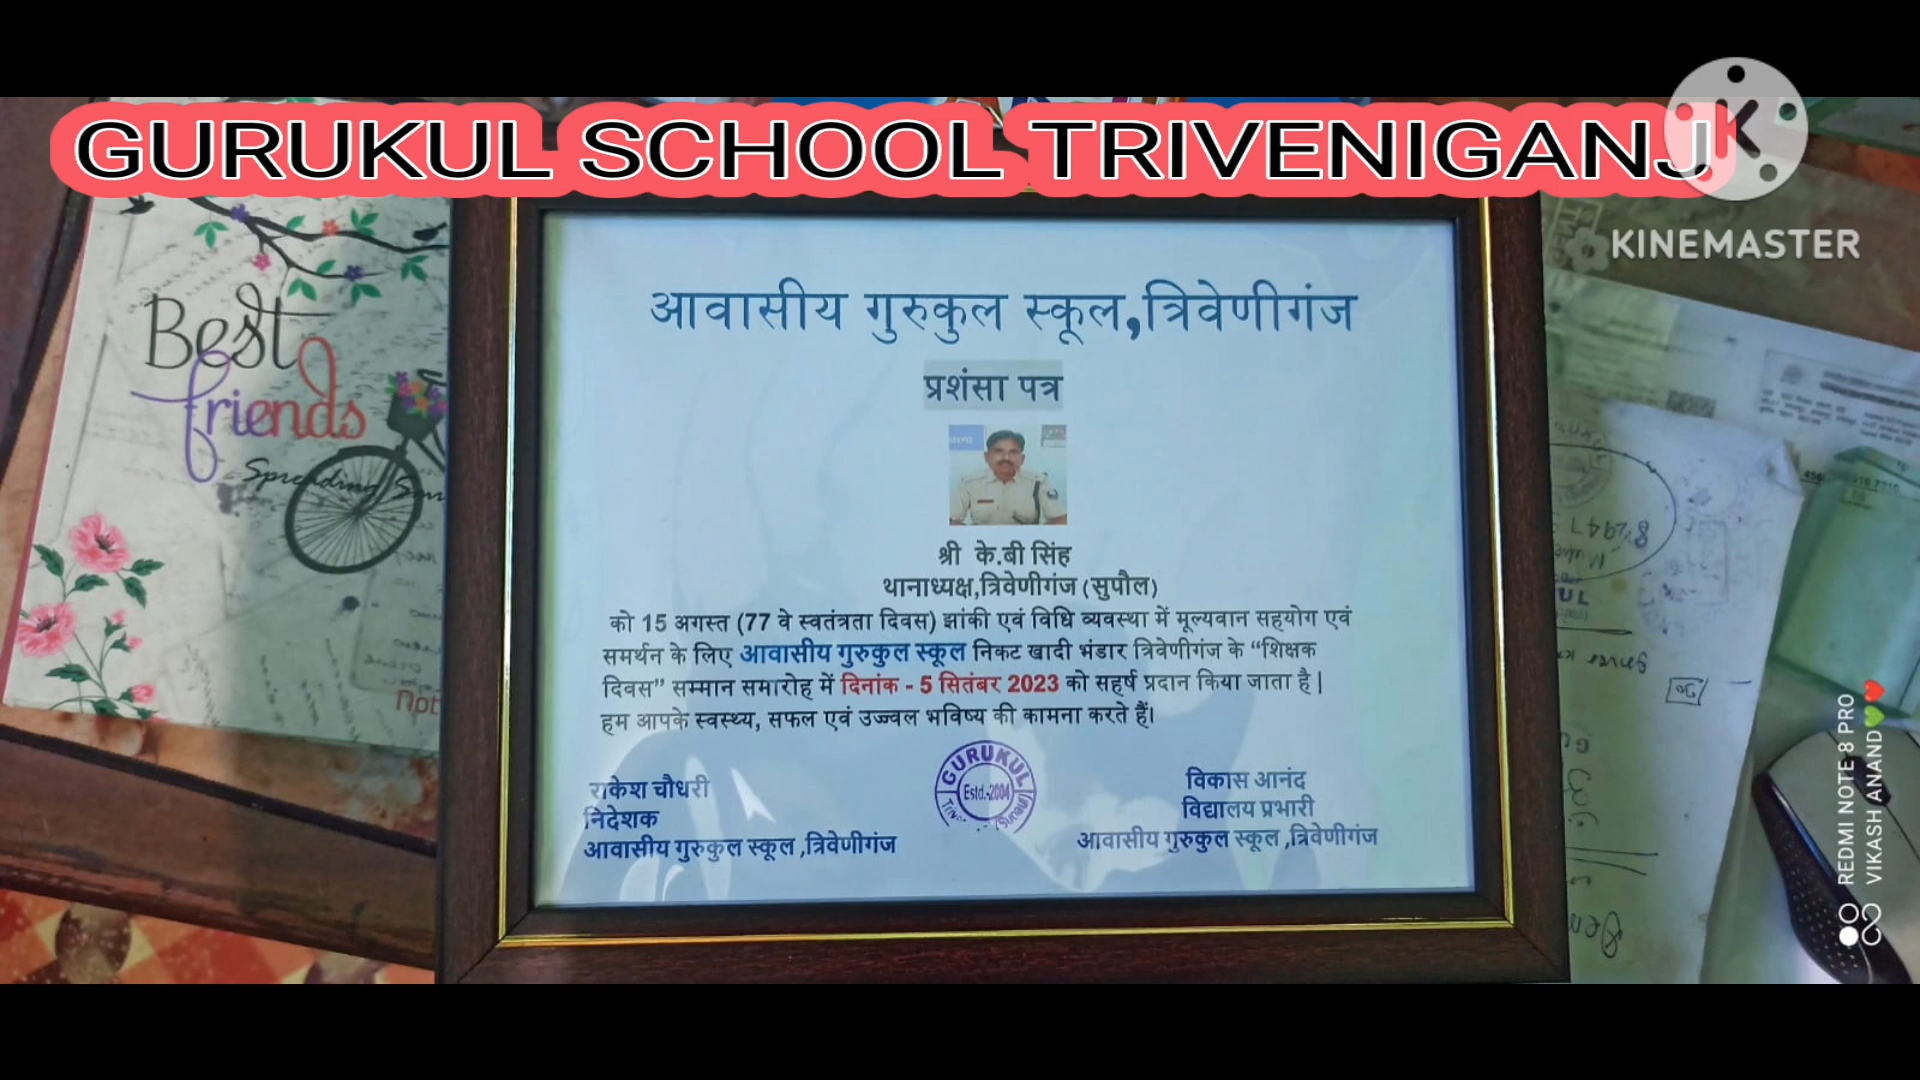 GURUKUL SCHOOL TRIVENIGANJ
K
KINEMASTER
Best
friends
Spreading
आवासीय गुरुकुल स्कूल,त्रिवेणीगंज
प्रशंसा पत्र
श्री के.बी सिंह
थानाध्यक्ष,त्रिवेणीगंज (सुपौल)
को 15 अगस्त (77 वे स्वतंत्रता दिवस) झांकी एवं विधि व्यवस्था में मूल्यवान सहयोग एवं
समर्थन के लिए आवासीय गुरुकुल स्कूल निकट खादी भंडार त्रिवेणीगंज के “शिक्षक
दिवस” सम्मान समारोह में दिनांक - 5 सितंबर 2023 को सहर्ष प्रदान किया जाता है |
हम आपके स्वस्थ्य, सफल एवं उज्ज्वल भविष्य की कामना करते हैं।
राकेश चौधरी
निदेशक
आवासीय गुरुकुल स्कूल ,त्रिवेणीगंज
GURUKUL
Estd.-2004
विकास आनंद
विद्यालय प्रभारी
आवासीय गुरुकुल स्कूल ,त्रिवेणीगंज
REDMI NOTE 8 PRO
VIKASH ANAND